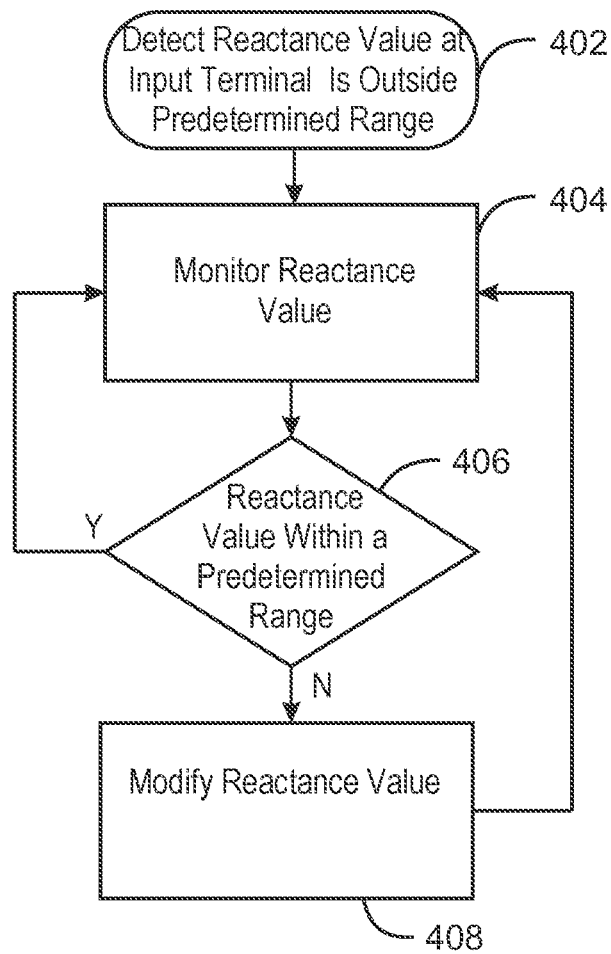 Detect Reactance Value at
Input Terminal Is Outside
Predetermined Range
402
404
Monitor Reactance
Value
406
Reactance
Value Within a
Predetermined
Range
Y
N
Modify Reactance Value
408